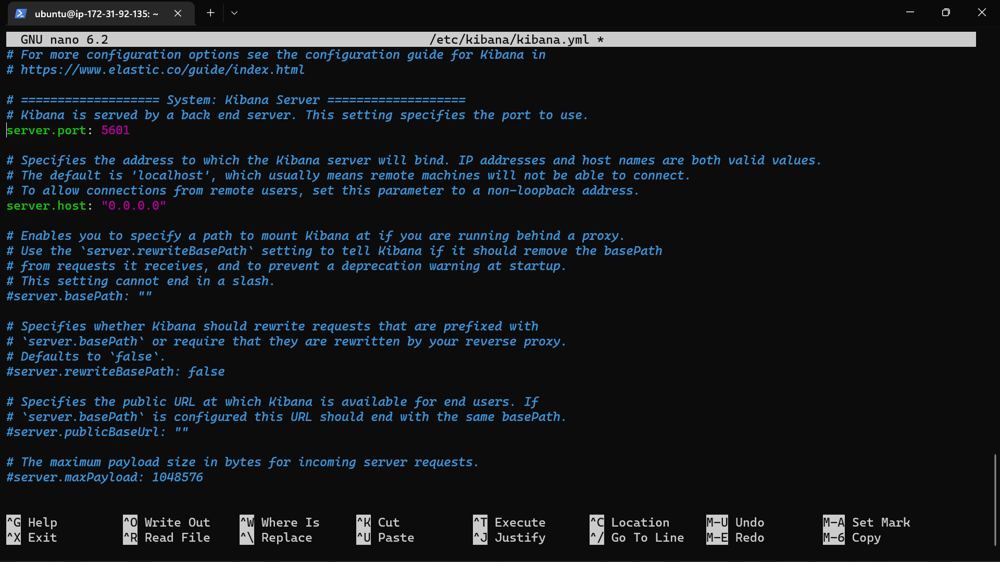 ubuntu@ip-172-31-92-135: ~
GNU nano 6.2 /etc/kibana/kibana.yml *
# For more configuration options see the configuration guide for Kibana in
# https://www.elastic.co/guide/index.html
# =================== System: Kibana Server ===================
# Kibana is served by a back end server. This setting specifies the port to use.
server.port: 5601
# Specifies the address to which the Kibana server will bind. IP addresses and host names are both valid values.
# The default is 'localhost', which usually means remote machines will not be able to connect.
# To allow connections from remote users, set this parameter to a non-loopback address.
server.host: "0.0.0.0"
# Enables you to specify a path to mount Kibana at if you are running behind a proxy.
# Use the `server.rewriteBasePath` setting to tell Kibana if it should remove the basePath
# from requests it receives, and to prevent a deprecation warning at startup.
# This setting cannot end in a slash.
#server.basePath: ""
# Specifies whether Kibana should rewrite requests that are prefixed with
# `server.basePath` or require that they are rewritten by your reverse proxy.
# Defaults to `false`.
#server.rewriteBasePath: false
# Specifies the public URL at which Kibana is available for end users. If
# `server.basePath` is configured this URL should end with the same basePath.
#server.publicBaseUrl: ""
# The maximum payload size in bytes for incoming server requests.
#server.maxPayload: 1048576
^G Help ^O Write Out ^W Where Is ^K Cut ^T Execute ^C Location M-U Undo M-A Set Mark
^X Exit ^R Read File ^\ Replace ^U Paste ^J Justify ^/ Go To Line M-E Redo M-6 Copy